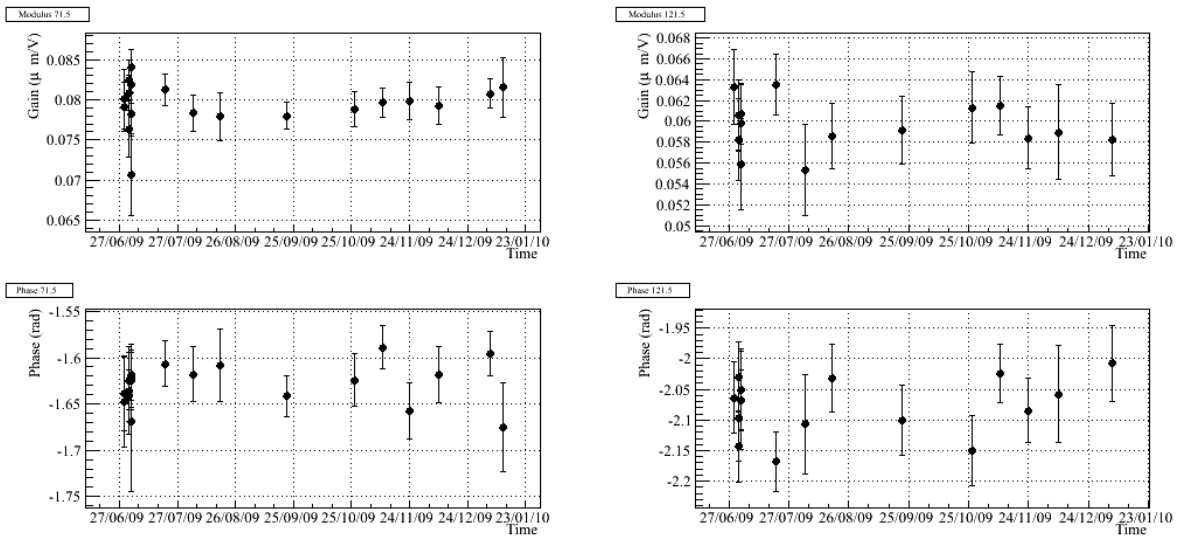 Modulus 71.5
Gain (μ m/V)
0.085
0.08
0.075
0.07
0.065
27/06/09 27/07/09 26/08/09 25/09/09 25/10/09 24/11/09 24/12/09 23/01/10
Time
Modulus 121.5
Gain (μ m/V)
0.068
0.066
0.064
0.062
0.06
0.058
0.056
0.054
0.052
0.05
27/06/09 27/07/09 26/08/09 25/09/09 25/10/09 24/11/09 24/12/09 23/01/10
Time
Phase 71.5
Phase (rad)
-1.55
-1.6
-1.65
-1.7
-1.75
27/06/09 27/07/09 26/08/09 25/09/09 25/10/09 24/11/09 24/12/09 23/01/10
Time
Phase 121.5
Phase (rad)
-1.95
-2
-2.05
-2.1
-2.15
-2.2
27/06/09 27/07/09 26/08/09 25/09/09 25/10/09 24/11/09 24/12/09 23/01/10
Time